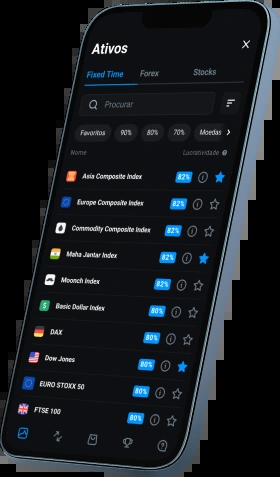 Ativos
Fixed Time Forex Stocks
Procurar
Favoritos 90% 80% 70% Moedas
Nome Lucratividade
Asia Composite Index 82%
Europe Composite Index 82%
Commodity Composite Index 82%
Maha Jantar Index 82%
Moonch Index 82%
Basic Dollar Index 80%
DAX 80%
Dow Jones 80%
EURO STOXX 50 80%
FTSE 100 80%